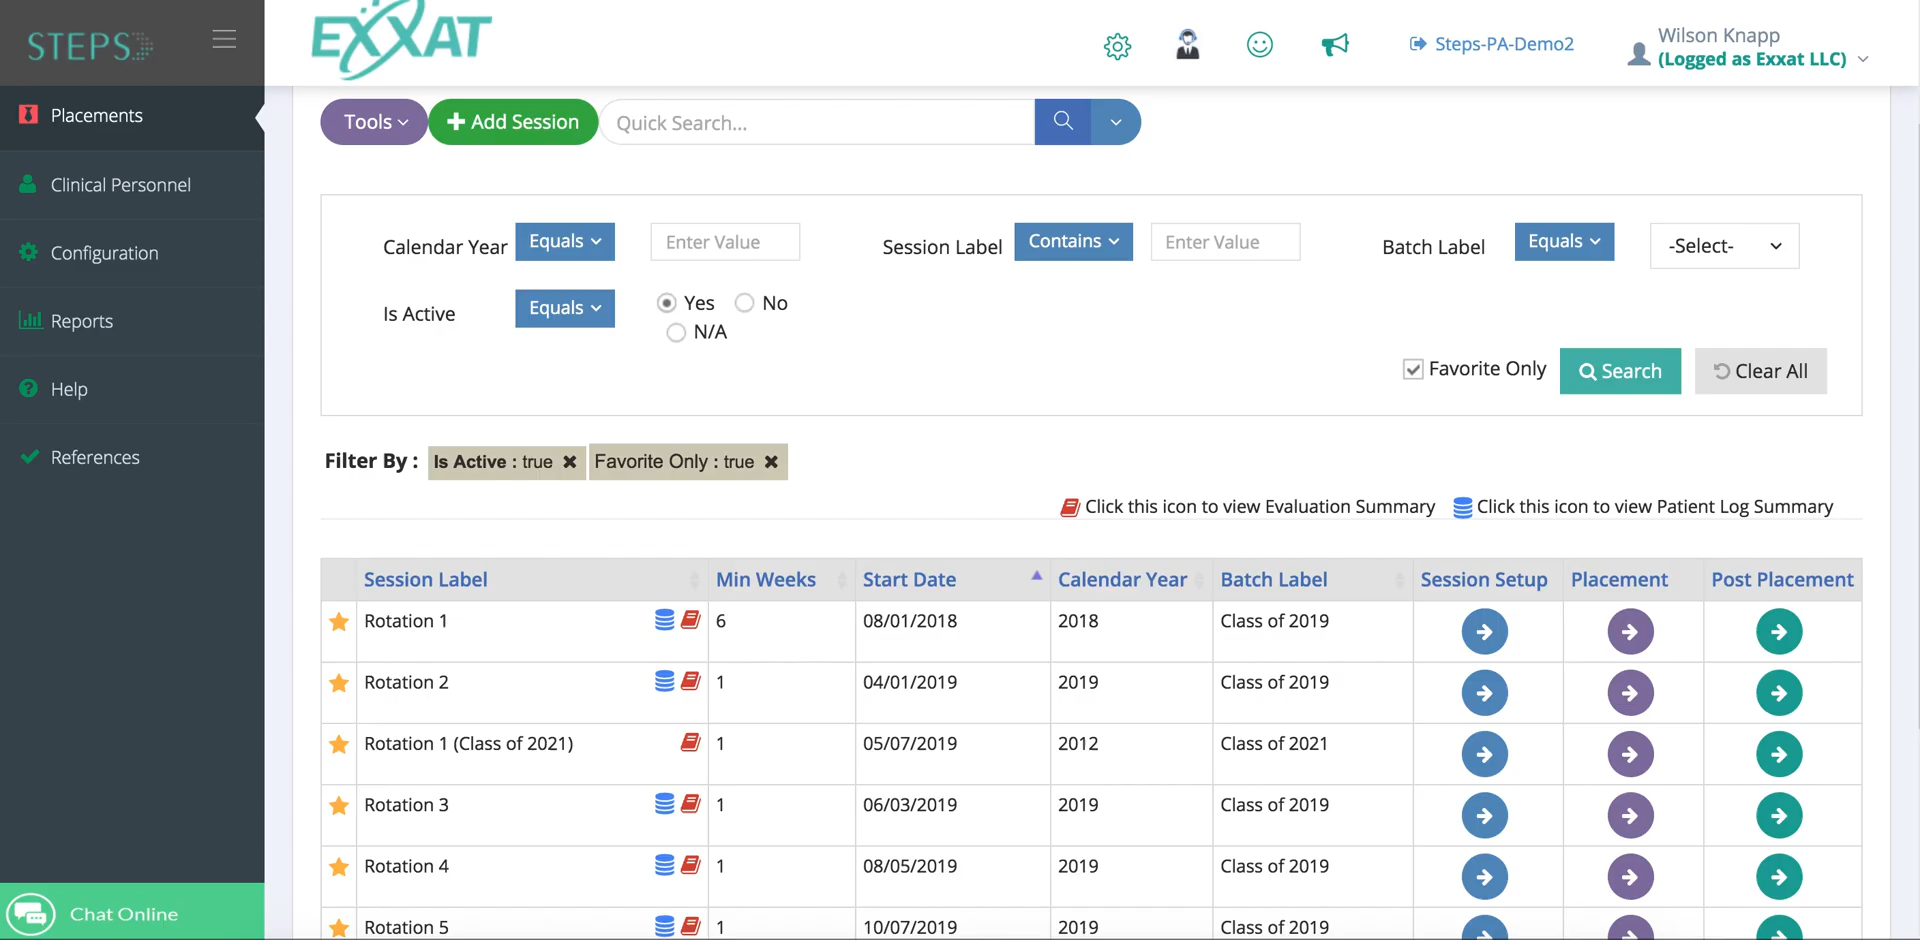 STEPS
EXXAT
Steps-PA-Demo2
Wilson Knapp
(Logged as Exxat LLC)
Placements
Clinical Personnel
Configuration
Reports
Help
References
Chat Online
Tools
Add Session
Quick Search...
Calendar Year Equals Enter Value Session Label Contains Enter Value Batch Label Equals -Select-
Is Active Equals Yes No
N/A
Favorite Only Search Clear All
Filter By : Is Active : true Favorite Only : true
Click this icon to view Evaluation Summary Click this icon to view Patient Log Summary
Session Label Min Weeks Start Date Calendar Year Batch Label Session Setup Placement Post Placement
Rotation 1 6 08/01/2018 2018 Class of 2019
Rotation 2 1 04/01/2019 2019 Class of 2019
Rotation 1 (Class of 2021) 1 05/07/2019 2012 Class of 2021
Rotation 3 1 06/03/2019 2019 Class of 2019
Rotation 4 1 08/05/2019 2019 Class of 2019
Rotation 5 1 10/07/2019 2019 Class of 2019